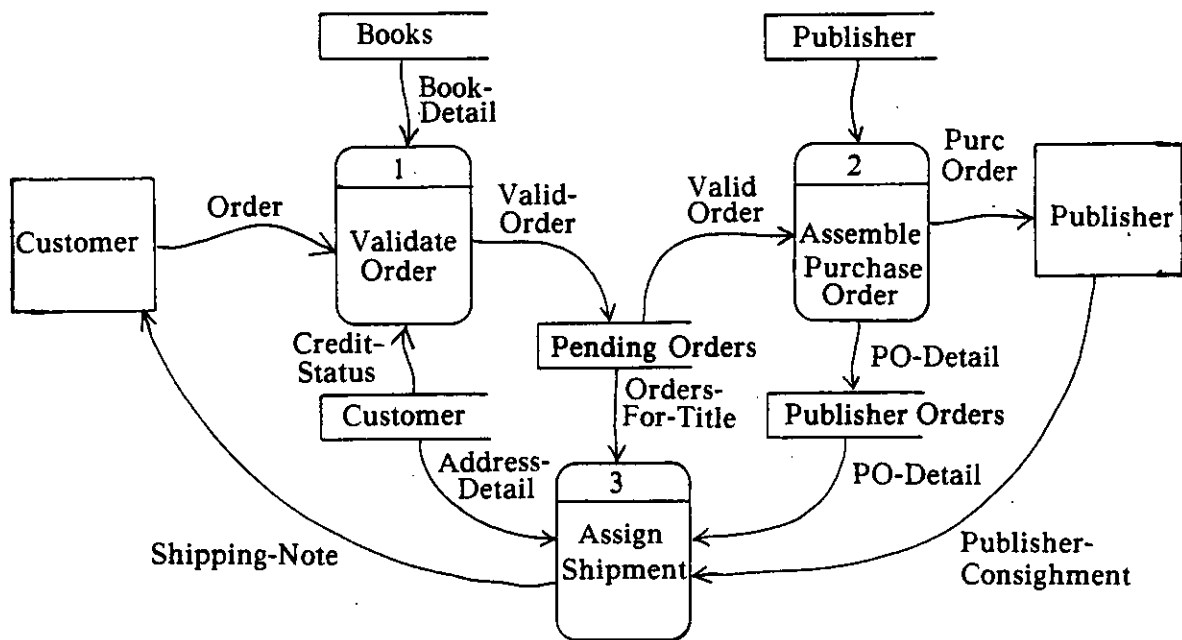 Books
Publisher
Book-
Detail
1
2
Purc
Order
Order
Valid-
Order
Valid
Order
Customer
Validate
Order
Assemble
Purchase
Order
Publisher
Credit-
Status
Pending Orders
PO-Detail
Customer
Orders-
For-Title
Publisher Orders
Address-
Detail
3
PO-Detail
Assign
Shipment
Shipping-Note
Publisher-
Consighment